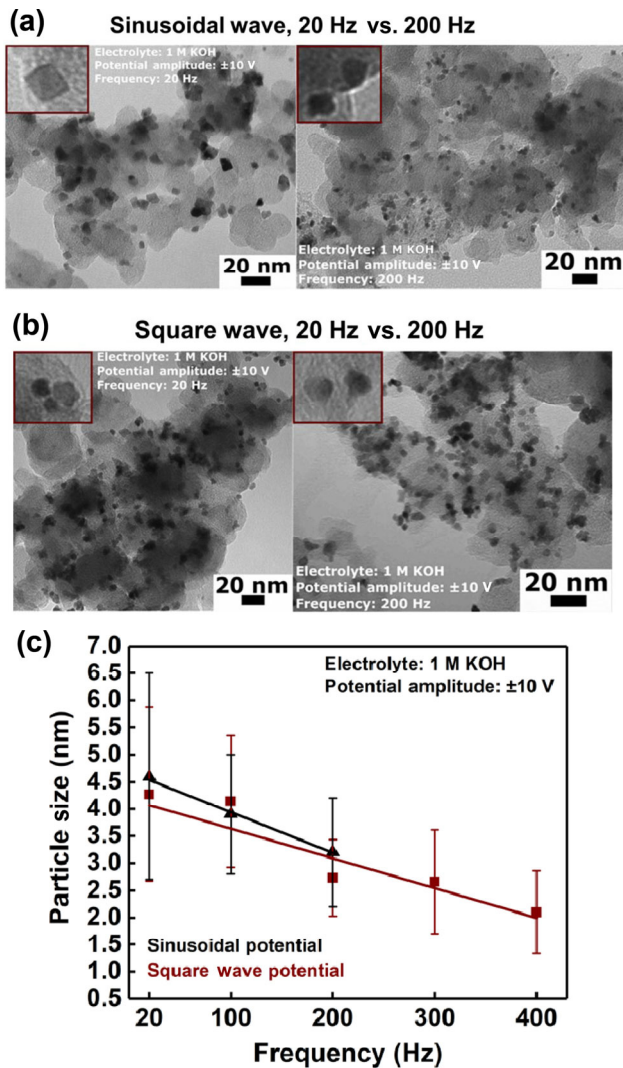 (a)
Sinusoidal wave, 20 Hz vs. 200 Hz
Electrolyte: 1 M KOH
Potential amplitude: ±10 V
Frequency: 20 Hz
20 nm
Electrolyte: 1 M KOH
Potential amplitude: ±10 V
Frequency: 200 Hz
20 nm
(b)
Square wave, 20 Hz vs. 200 Hz
Electrolyte: 1 M KOH
Potential amplitude: ±10 V
Frequency: 20 Hz
20 nm
Electrolyte: 1 M KOH
Potential amplitude: ±10 V
Frequency: 200 Hz
20 nm
(c)
7.0
6.5
6.0
5.5
5.0
4.5
4.0
3.5
3.0
2.5
2.0
1.5
1.0
0.5
Particle size (nm)
Electrolyte: 1 M KOH
Potential amplitude: ±10 V
Sinusoidal potential
Square wave potential
20 100 200 300 400
Frequency (Hz)